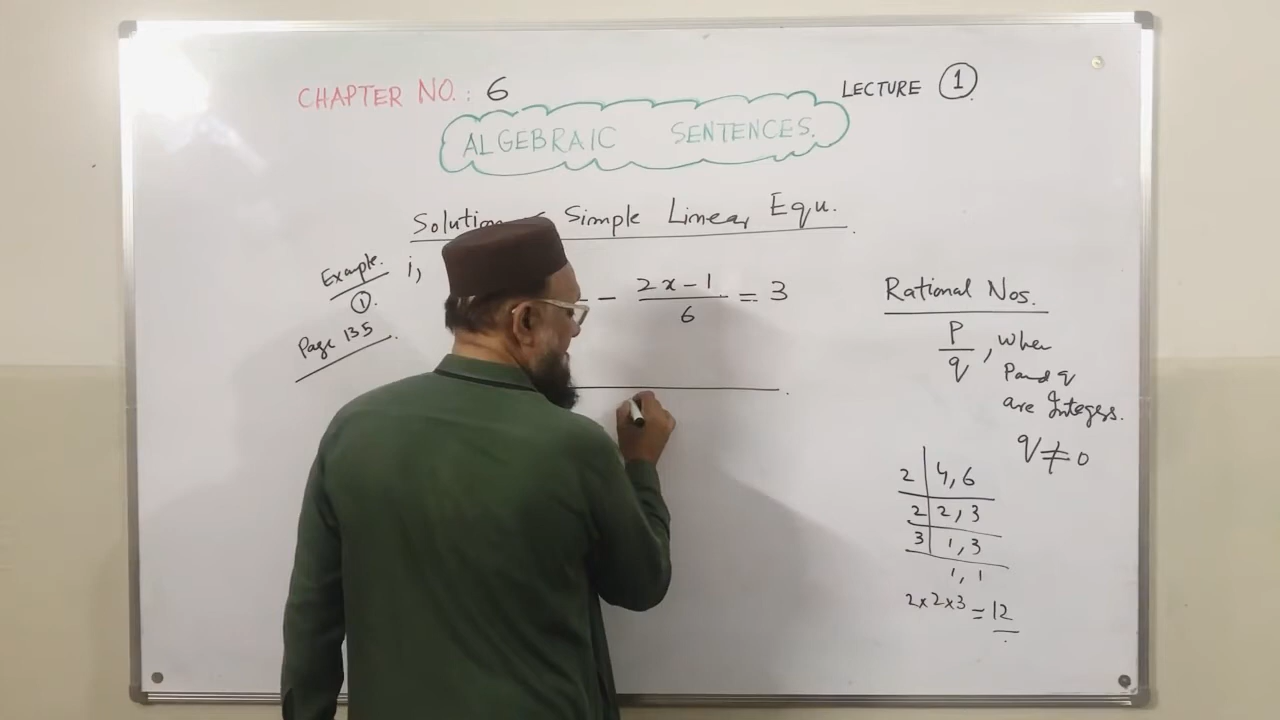 CHAPTER NO.: 6
LECTURE 1
ALGEBRAIC SENTENCES.
Solution Simple Linear Equ.
Example. i,
1.
Page 135
- 2x-1 / 6 = 3
Rational Nos.
P/q, when
P and q
are Integers.
q ≠ 0
2 | 4, 6
2 | 2, 3
3 | 1, 3
1, 1
2x2x3 = 12